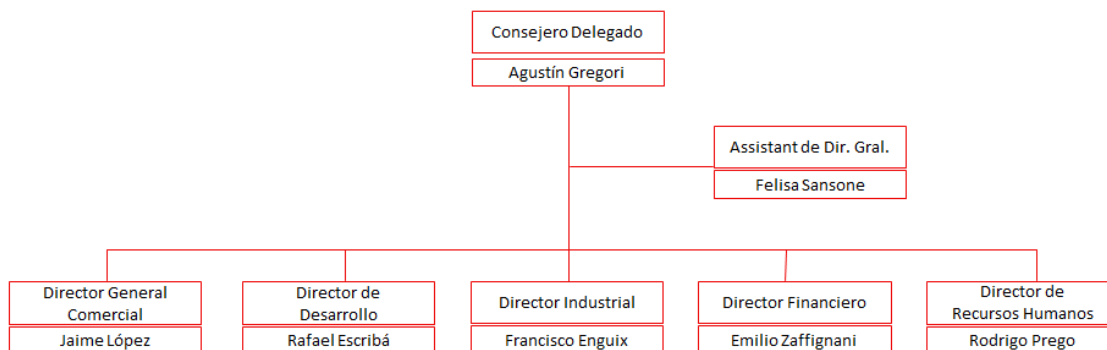 Consejero Delegado
Agustín Gregori
Assistant de Dir. Gral.
Felisa Sansone
Director General
Comercial
Jaime López
Director de
Desarrollo
Rafael Escribá
Director Industrial
Francisco Enguix
Director Financiero
Emilio Zaffignani
Director de
Recursos Humanos
Rodrigo Prego